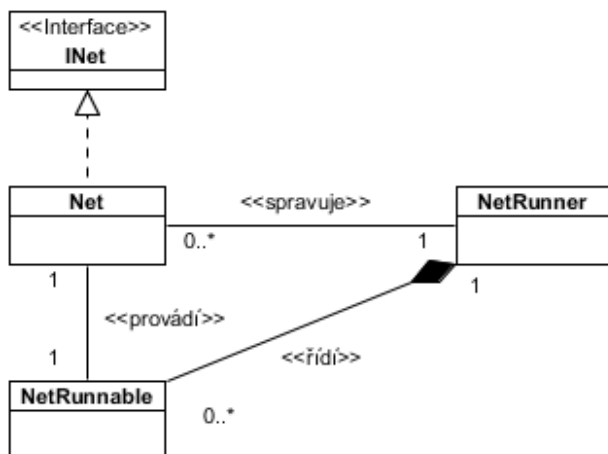 <<Interface>>
INet
Net
<<spravuje>>
NetRunner
0..*
1
1
1
<<provádí>>
<<řídí>>
1
NetRunnable
0..*